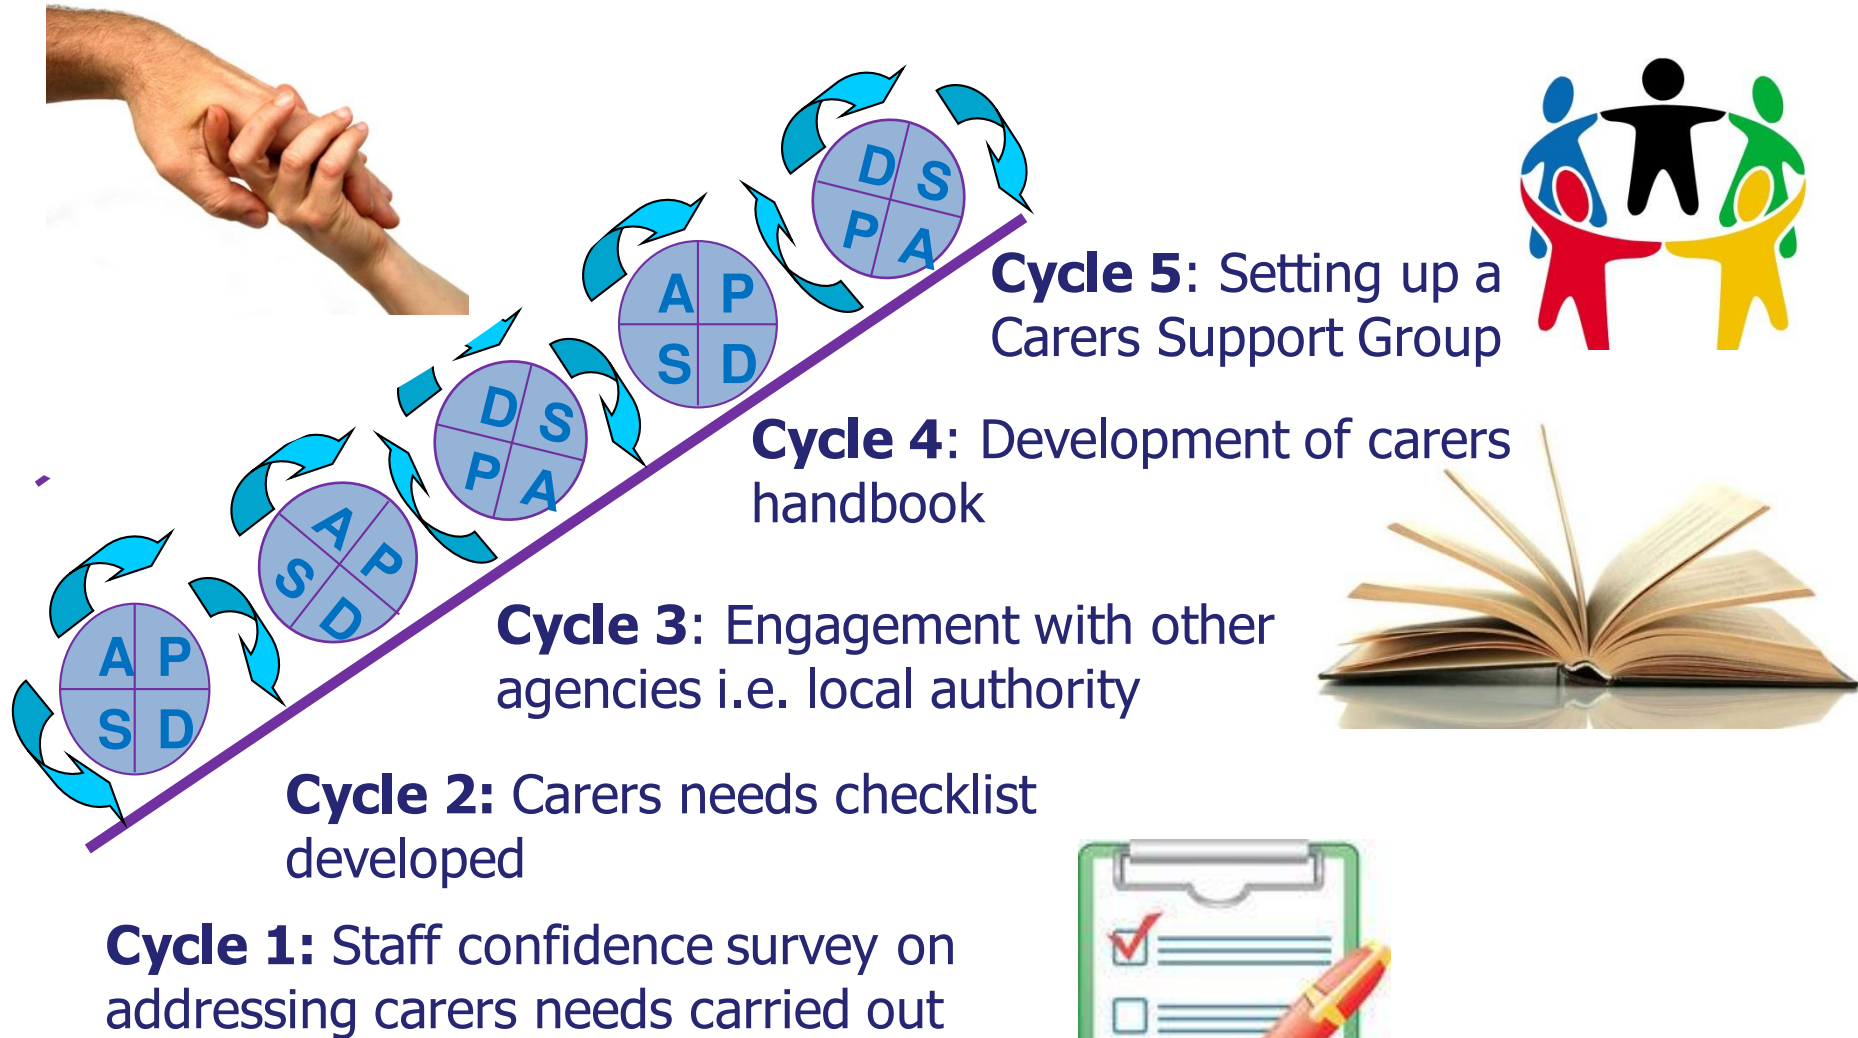 D S
P A
Cycle 5: Setting up a
Carers Support Group
A P
S D
Cycle 4: Development of carers
handbook
D S
P A
Cycle 3: Engagement with other
agencies i.e. local authority
A P
S D
Cycle 2: Carers needs checklist
developed
A P
S D
Cycle 1: Staff confidence survey on
addressing carers needs carried out